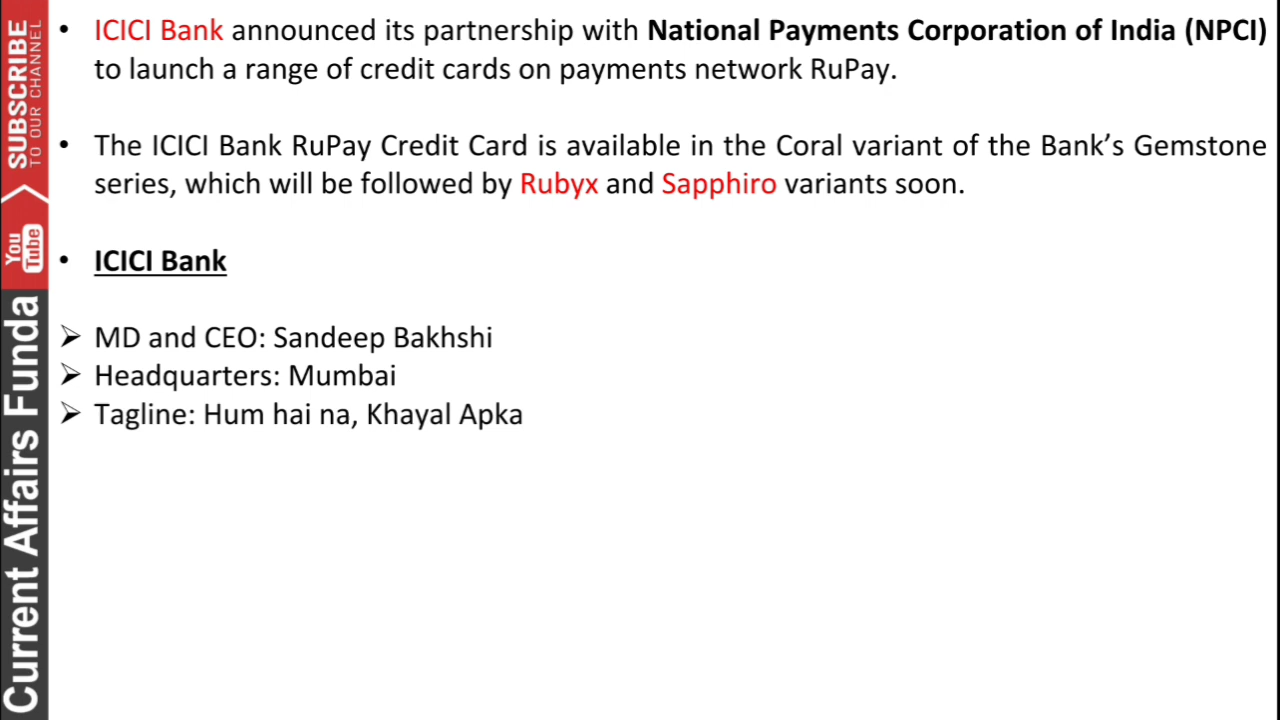 • ICICI Bank announced its partnership with National Payments Corporation of India (NPCI)
to launch a range of credit cards on payments network RuPay.
• The ICICI Bank RuPay Credit Card is available in the Coral variant of the Bank’s Gemstone
series, which will be followed by Rubyx and Sapphiro variants soon.
• ICICI Bank
➢ MD and CEO: Sandeep Bakhshi
➢ Headquarters: Mumbai
➢ Tagline: Hum hai na, Khayal Apka
SUBSCRIBE
TO OUR CHANNEL
You
Tube
Current Affairs Funda